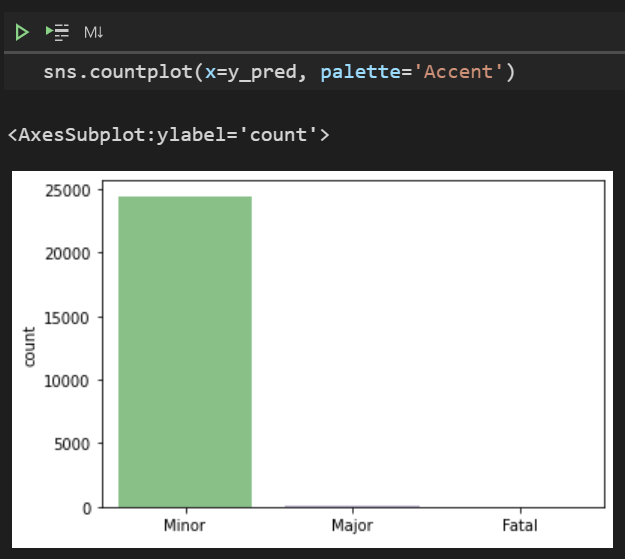 M↓
sns.countplot(x=y_pred, palette='Accent')
<AxesSubplot:ylabel='count'>
25000
20000
15000
10000
5000
0
count
Minor Major Fatal